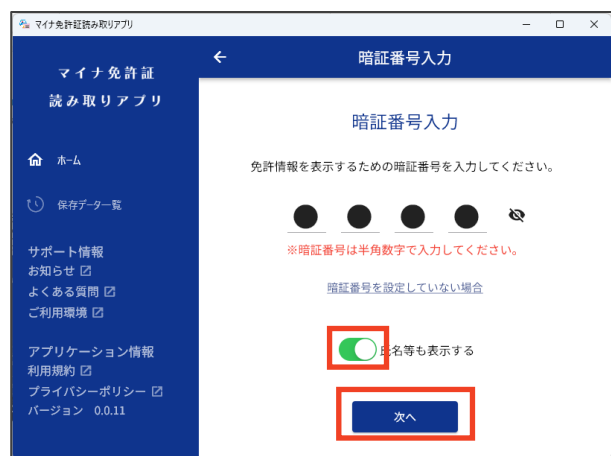 マイナ免許証読み取りアプリ
マイナ免許証
読み取りアプリ
ホーム
保存データ一覧
サポート情報
お知らせ
よくある質問
ご利用環境
アプリケーション情報
利用規約
プライバシーポリシー
バージョン 0.0.11
暗証番号入力
暗証番号入力
免許情報を表示するための暗証番号を入力してください。
※暗証番号は半角数字で入力してください。
暗証番号を設定していない場合
氏名等も表示する
次へ